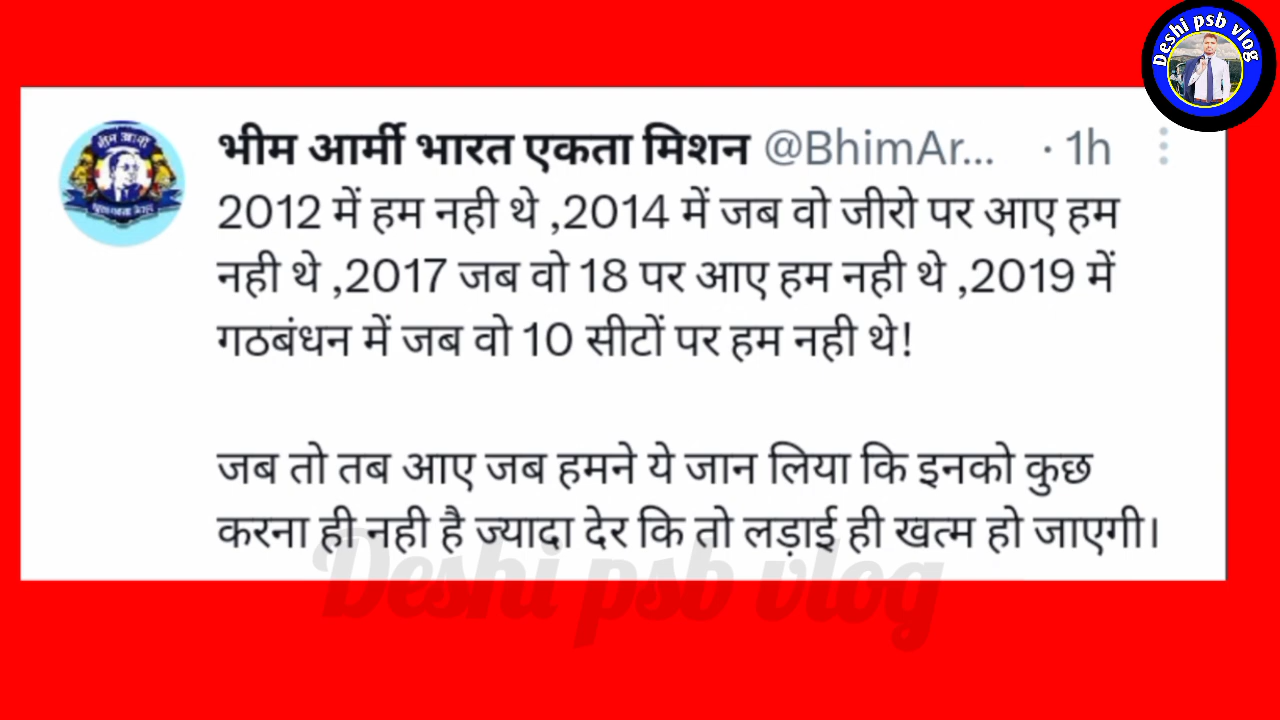 Deshi psb vlog
भीम आर्मी भारत एकता मिशन @BhimAr... · 1h
2012 में हम नही थे ,2014 में जब वो जीरो पर आए हम
नही थे ,2017 जब वो 18 पर आए हम नही थे ,2019 में
गठबंधन में जब वो 10 सीटों पर हम नही थे!
जब तो तब आए जब हमने ये जान लिया कि इनको कुछ
करना ही नही है ज्यादा देर कि तो लड़ाई ही खत्म हो जाएगी।
Deshi psb vlog